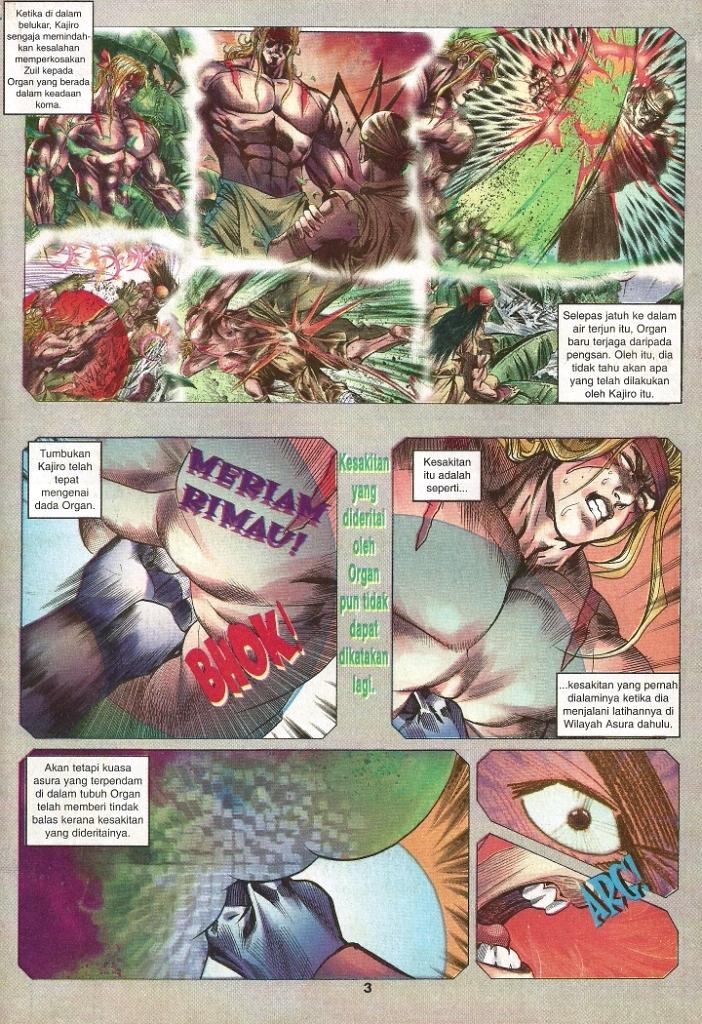 Ketika di dalam
belukar, Kajiro
sengaja memindah-
kan kesalahan
memperkosakan
Zuil kepada
Organ yang berada
dalam keadaan
koma.
Selepas jatuh ke dalam
air terjun itu, Organ
baru terjaga daripada
pengsan. Oleh itu, dia
tidak tahu akan apa
yang telah dilakukan
oleh Kajiro itu.
Tumbukan
Kajiro telah
tepat
mengenai
dada Organ.
MERIAM
RIMAU!
BHOK!
Kesakitan
yang
dideritai
oleh
Organ
pun tidak
dapat
dikatakan
lagi.
Kesakitan
itu adalah
seperti...
...kesakitan yang pernah
dialaminya ketika dia
menjalani latihannya di
Wilayah Asura dahulu.
Akan tetapi kuasa
asura yang terpendam
di dalam tubuh Organ
telah memberi tindak
balas kerana kesakitan
yang dideritainya.
ARG!
3